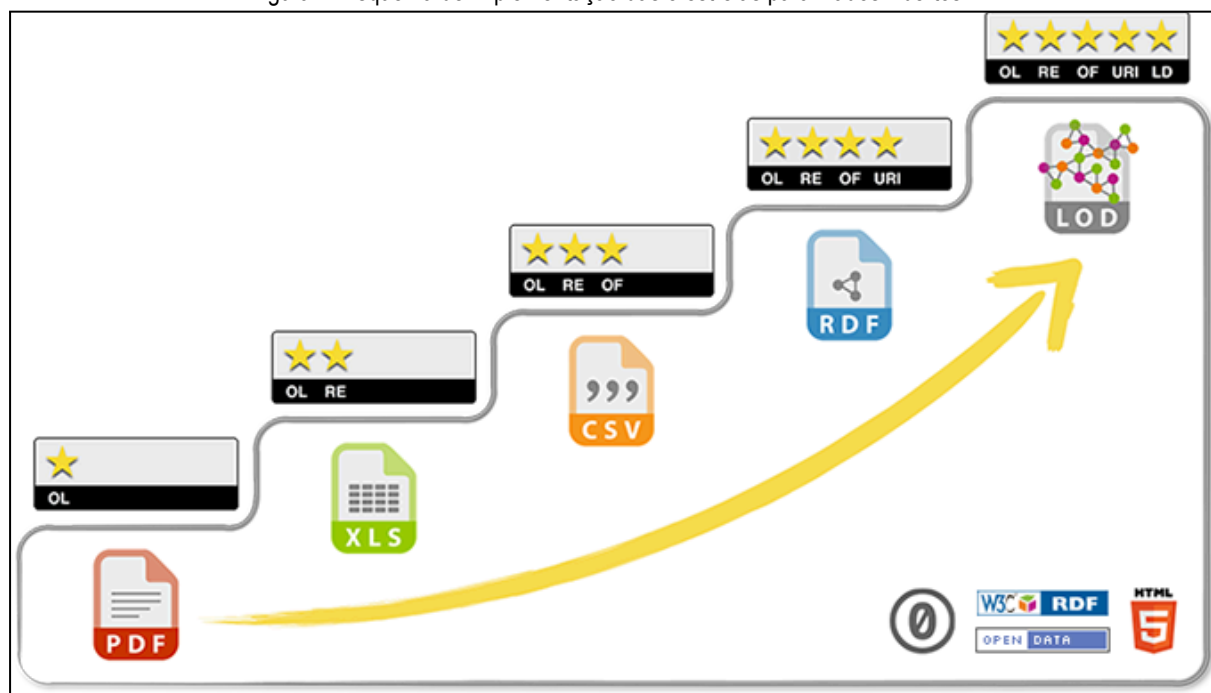 OL RE OF URI LD
LOD
OL RE OF URI
RDF
OL RE OF
CSV
OL RE
XLS
OL
PDF
0
W3C RDF
OPEN DATA
HTML
5